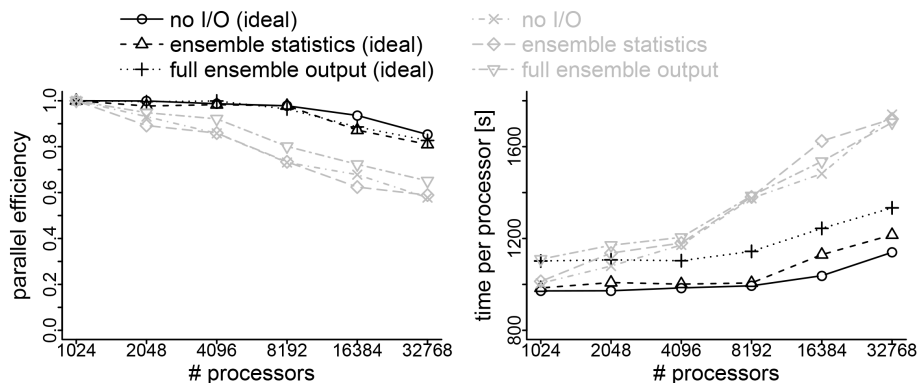 no I/O (ideal)
ensemble statistics (ideal)
full ensemble output (ideal)
no I/O
ensemble statistics
full ensemble output
parallel efficiency
1.0
0.8
0.6
0.4
0.2
0.0
1024 2048 4096 8192 16384 32768
# processors
time per processor [s]
1600
1200
800
1024 2048 4096 8192 16384 32768
# processors